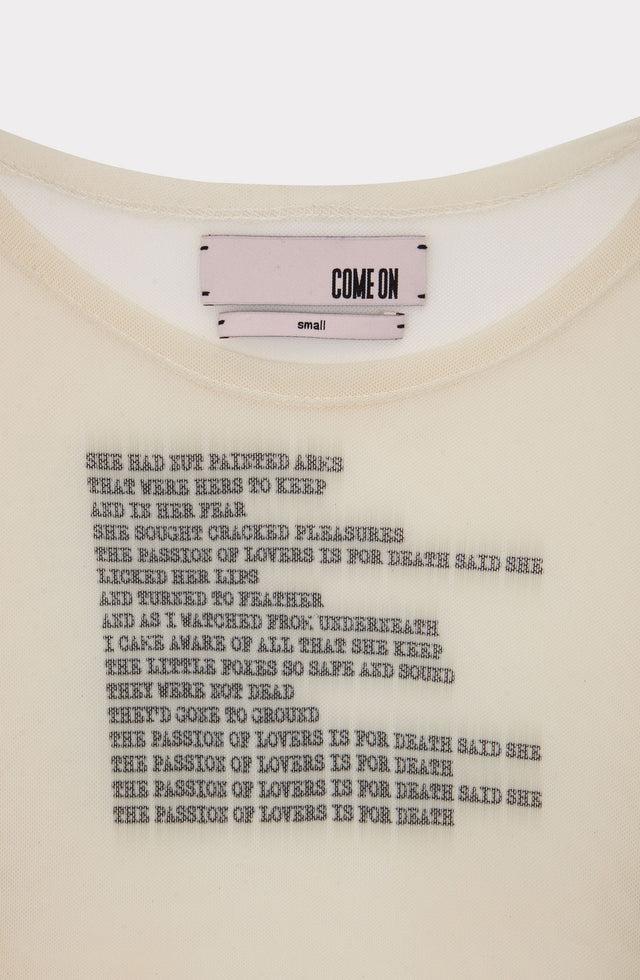 COME ON
small
SHE HAD NUT PAINTED ARMS
THAT WERE HERS TO KEEP
AND IN HER FEAR
SHE SOUGHT CRACKED PLEASURES
THE PASSION OF LOVERS IS FOR DEATH SAID SHE
LICKED HER LIPS
AND TURNED TO FEATHER
AND AS I WATCHED FROM UNDERNEATH
I CAME AWARE OF ALL THAT SHE KEEP
THE LITTLE FOXES SO SAFE AND SOUND
THEY WERE NOT DEAD
THEY'D GONE TO GROUND
THE PASSION OF LOVERS IS FOR DEATH SAID SHE
THE PASSION OF LOVERS IS FOR DEATH
THE PASSION OF LOVERS IS FOR DEATH SAID SHE
THE PASSION OF LOVERS IS FOR DEATH